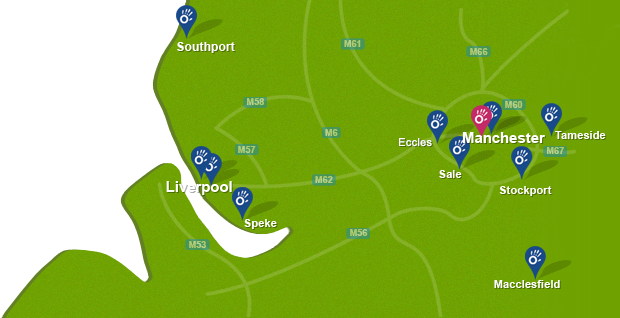 Southport
M61
M66
M58
M60
M6
Eccles
Manchester
Tameside
M57
M67
Sale
Liverpool
M62
Stockport
Speke
M56
M53
Macclesfield